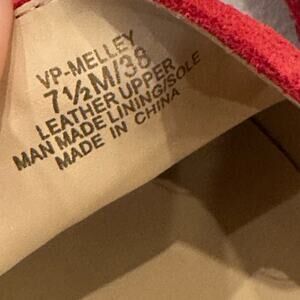 VP-MELLEY
7½M/38
LEATHER UPPER
MAN MADE LINING/SOLE
MADE IN CHINA